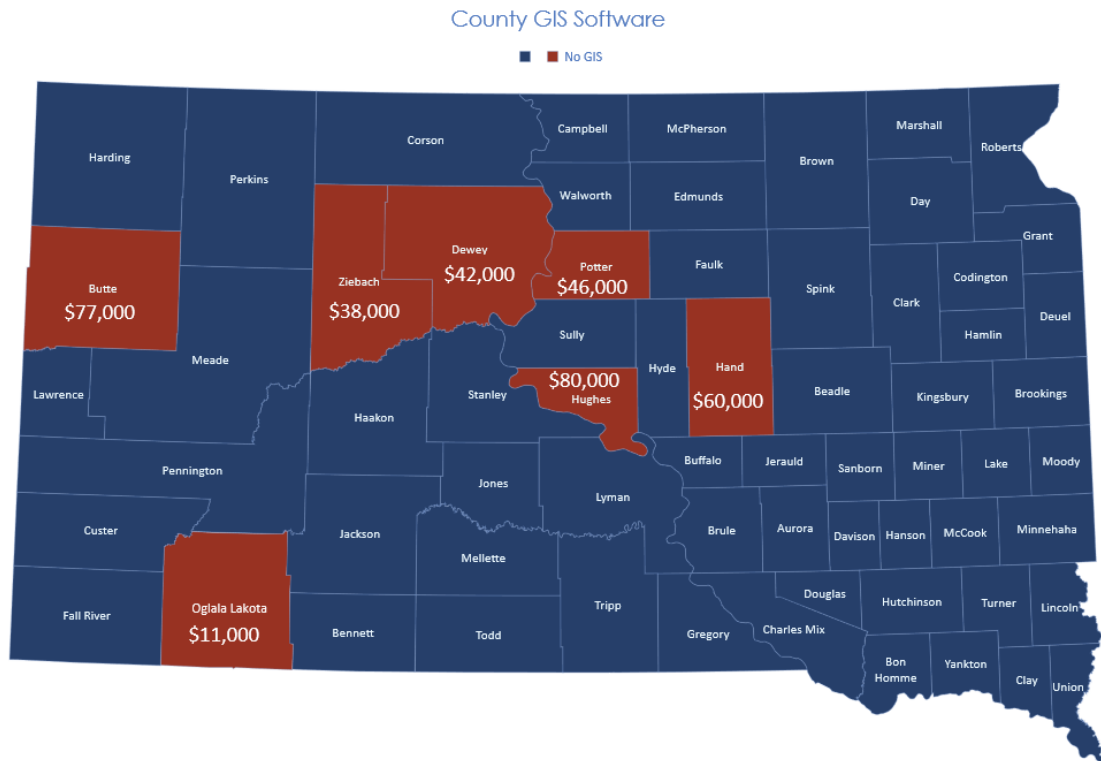 County GIS Software
No GIS
Harding
Perkins
Corson
Campbell
McPherson
Brown
Marshall
Roberts
Walworth
Edmunds
Day
Grant
Butte
$77,000
Ziebach
$38,000
Dewey
$42,000
Potter
$46,000
Faulk
Spink
Clark
Codington
Hamlin
Deuel
Meade
Sully
Hyde
Hand
$60,000
Lawrence
Haakon
Stanley
$80,000
Hughes
Beadle
Kingsbury
Brookings
Pennington
Jones
Lyman
Buffalo
Jerauld
Sanborn
Miner
Lake
Moody
Custer
Jackson
Mellette
Brule
Aurora
Davison
Hanson
McCook
Minnehaha
Fall River
Oglala Lakota
$11,000
Bennett
Todd
Tripp
Gregory
Charles Mix
Douglas
Hutchinson
Turner
Lincoln
Bon
Homme
Yankton
Clay
Union